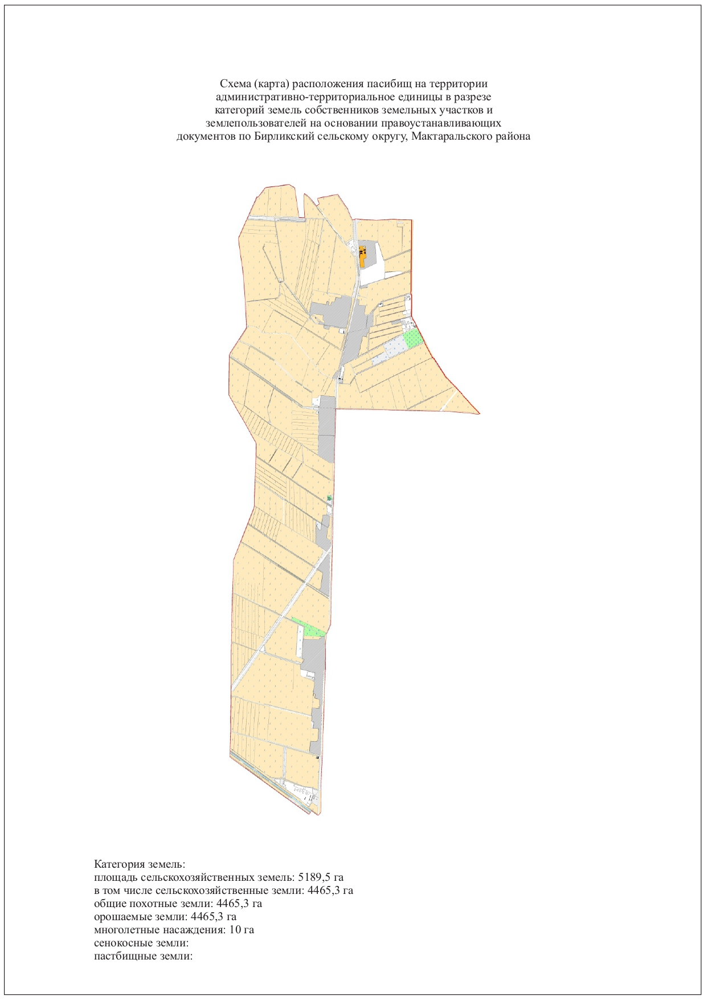 Схема (карта) расположения пасибищ на территории
административно-территориальное единицы в разрезе
категорий земель собственников земельных участков и
землепользователей на основании правоустанавливающих
документов по Бирликский сельскому округу, Мактаральского района
Категория земель:
площадь сельскохозяйственных земель: 5189,5 га
в том числе сельскохозяйственные земли: 4465,3 га
общие похотные земли: 4465,3 га
орошаемые земли: 4465,3 га
многолетные насаждения: 10 га
сенокосные земли:
пастбищные земли: